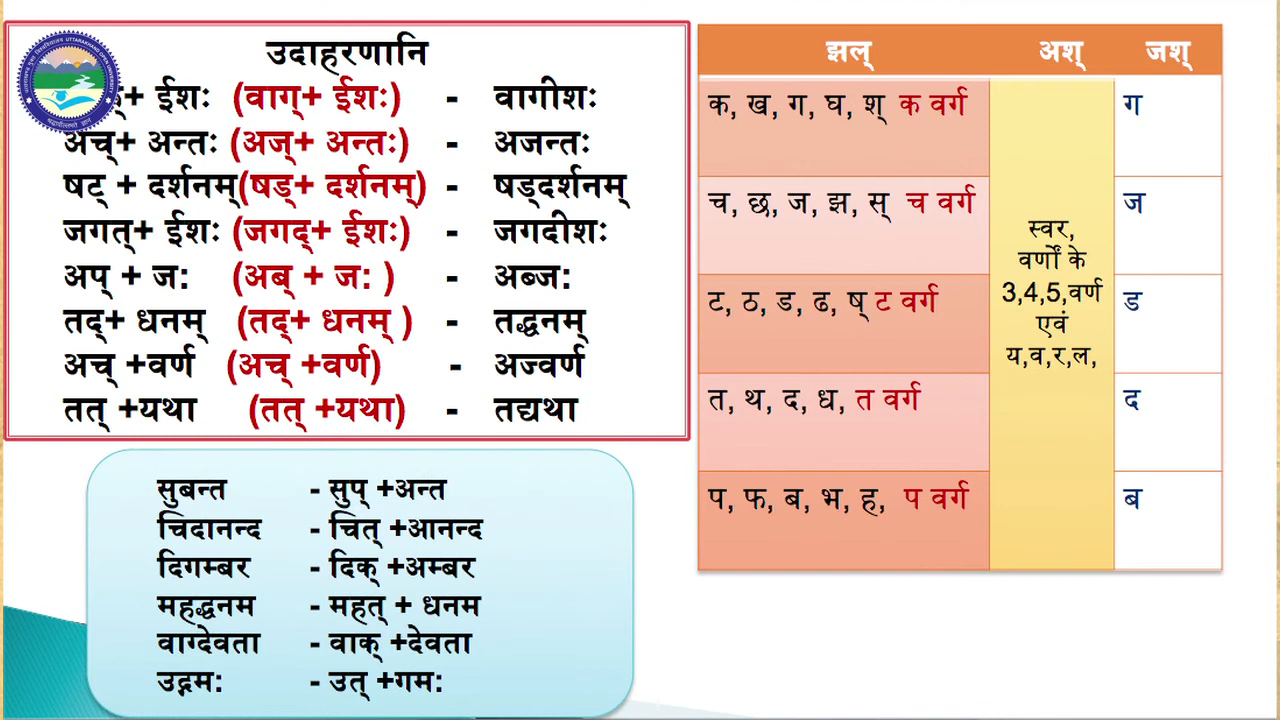 उदाहरणानि
+ ईशः (वाग्+ ईशः) - वागीशः
अच्+ अन्तः (अज्+ अन्तः) - अजन्तः
षट् + दर्शनम्(षड्+ दर्शनम्) - षड्दर्शनम्
जगत्+ ईशः (जगद्+ ईशः) - जगदीशः
अप् + ज: (अब् + ज: ) - अब्ज:
तद्+ धनम् (तद्+ धनम् ) - तद्धनम्
अच् +वर्ण (अच् +वर्ण) - अज्वर्ण
तत् +यथा (तत् +यथा) - तद्यथा
सुबन्त - सुप् +अन्त
चिदानन्द - चित् +आनन्द
दिगम्बर - दिक् +अम्बर
महद्धनम - महत् + धनम
वाग्देवता - वाक् +देवता
उद्गम: - उत् +गम:
झल् अश् जश्
क, ख, ग, घ, श् क वर्ग ग
च, छ, ज, झ, स् च वर्ग ज
ट, ठ, ड, ढ, ष् ट वर्ग ड
त, थ, द, ध, त वर्ग द
प, फ, ब, भ, ह, प वर्ग ब
स्वर,
वर्णों के
3,4,5,वर्ण
एवं
य,व,र,ल,